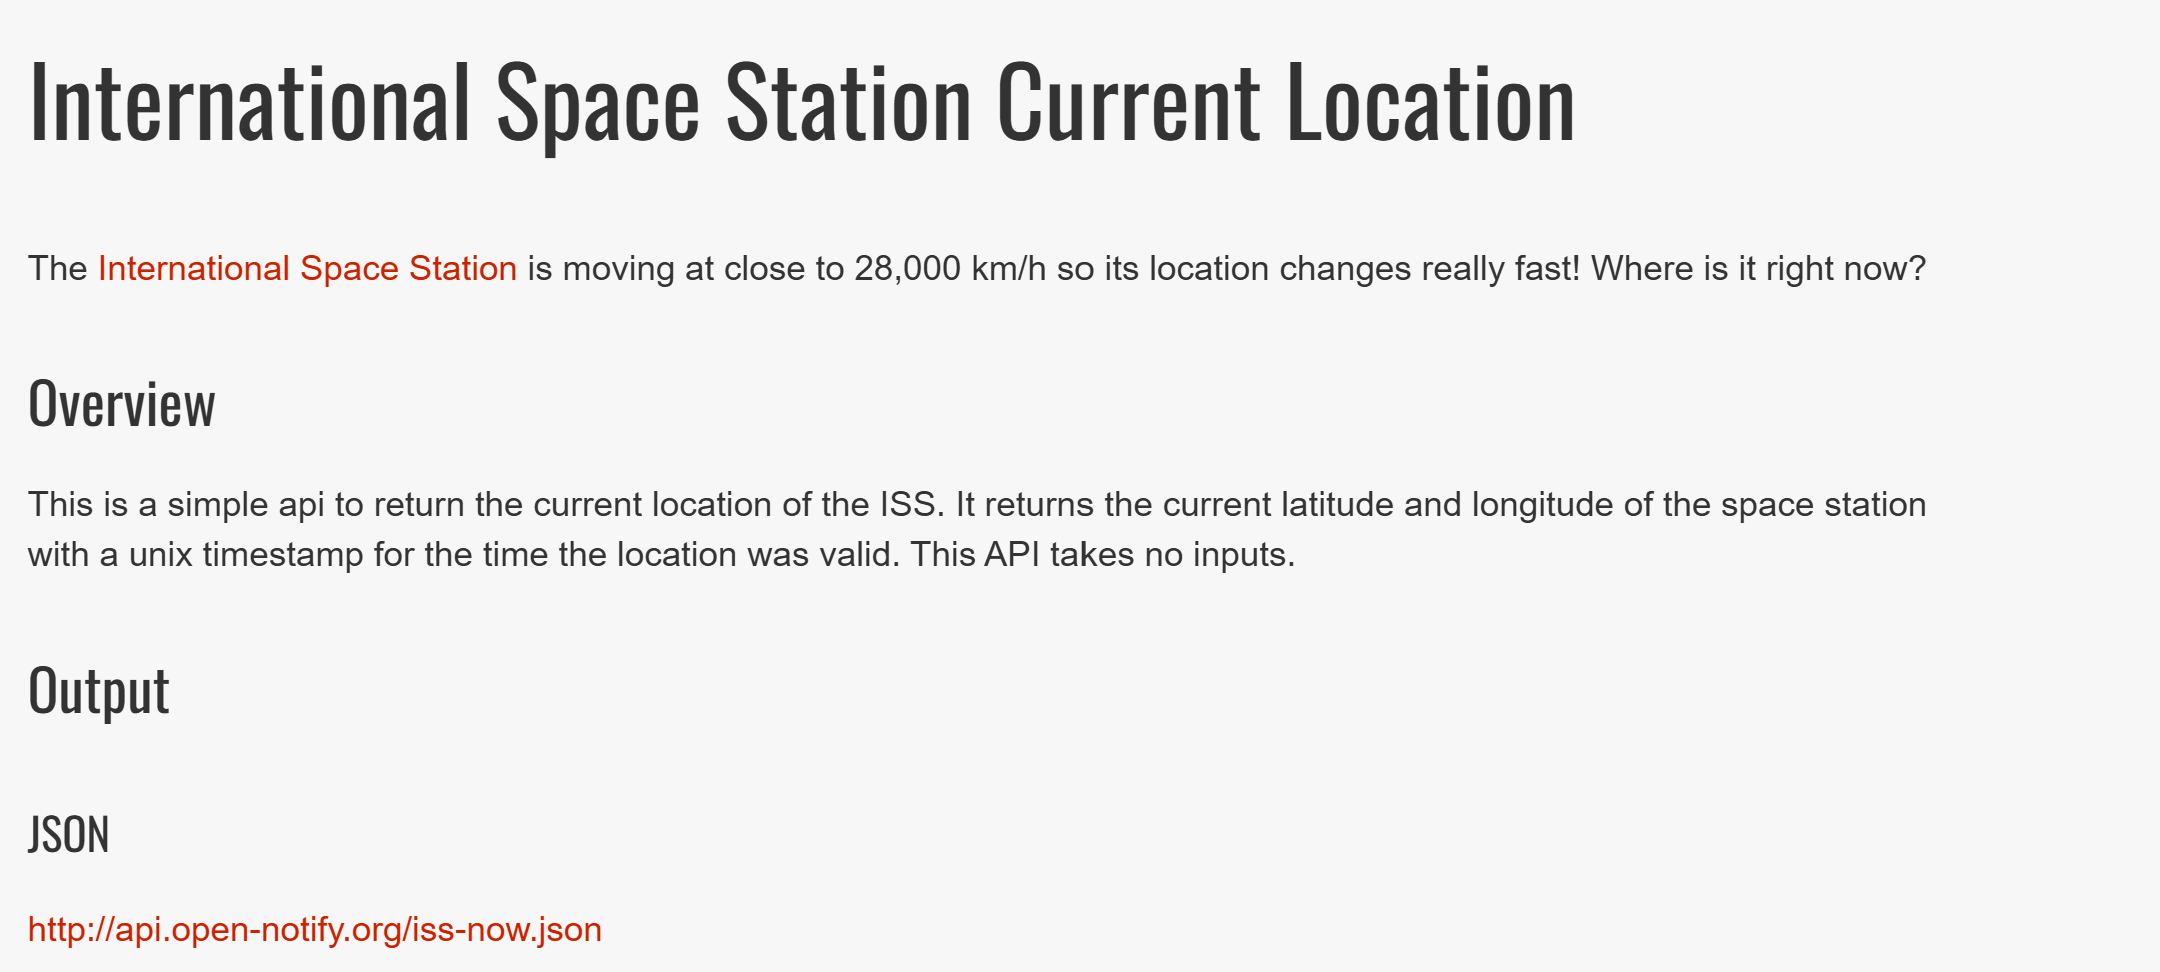 International Space Station Current Location
The International Space Station is moving at close to 28,000 km/h so its location changes really fast! Where is it right now?
Overview
This is a simple api to return the current location of the ISS. It returns the current latitude and longitude of the space station
with a unix timestamp for the time the location was valid. This API takes no inputs.
Output
JSON
http://api.open-notify.org/iss-now.json